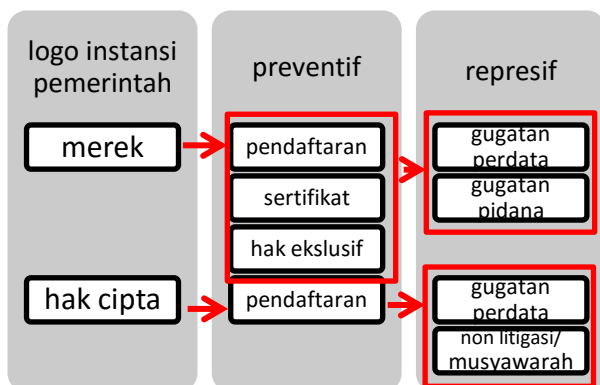 logo instansi
pemerintah
merek
hak cipta
preventif
pendaftaran
sertifikat
hak ekslusif
pendaftaran
represif
gugatan
perdata
gugatan
pidana
gugatan
perdata
non litigasi/
musyawarah